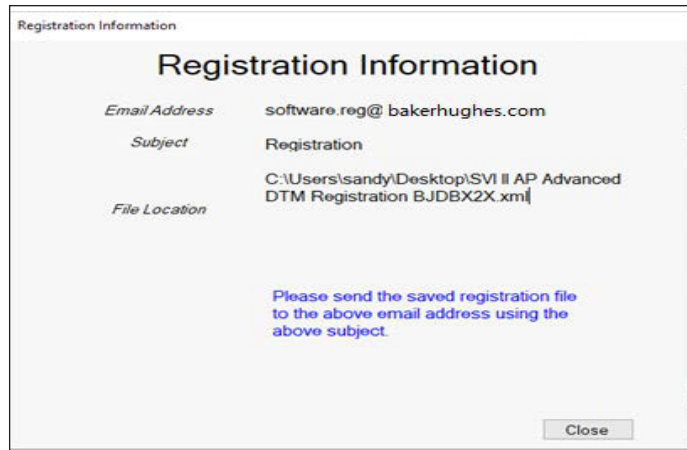 Registration Information
Registration Information
Email Address software.reg@ bakerhughes.com
Subject Registration
File Location C:\Users\sandy\Desktop\SVI II AP Advanced
DTM Registration BJDBX2X.xml
Please send the saved registration file
to the above email address using the
above subject.
Close